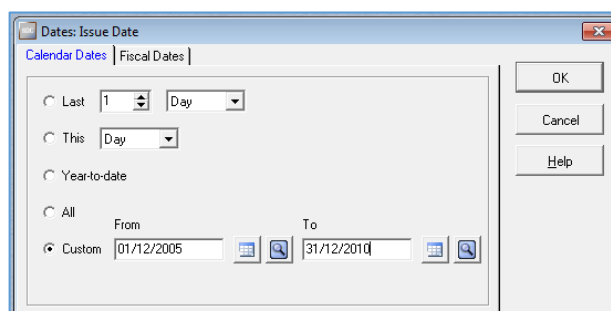 Dates: Issue Date
Calendar Dates Fiscal Dates
OK
Last 1 Day
Cancel
This Day
Help
Year-to-date
All
From To
Custom 01/12/2005 31/12/2010